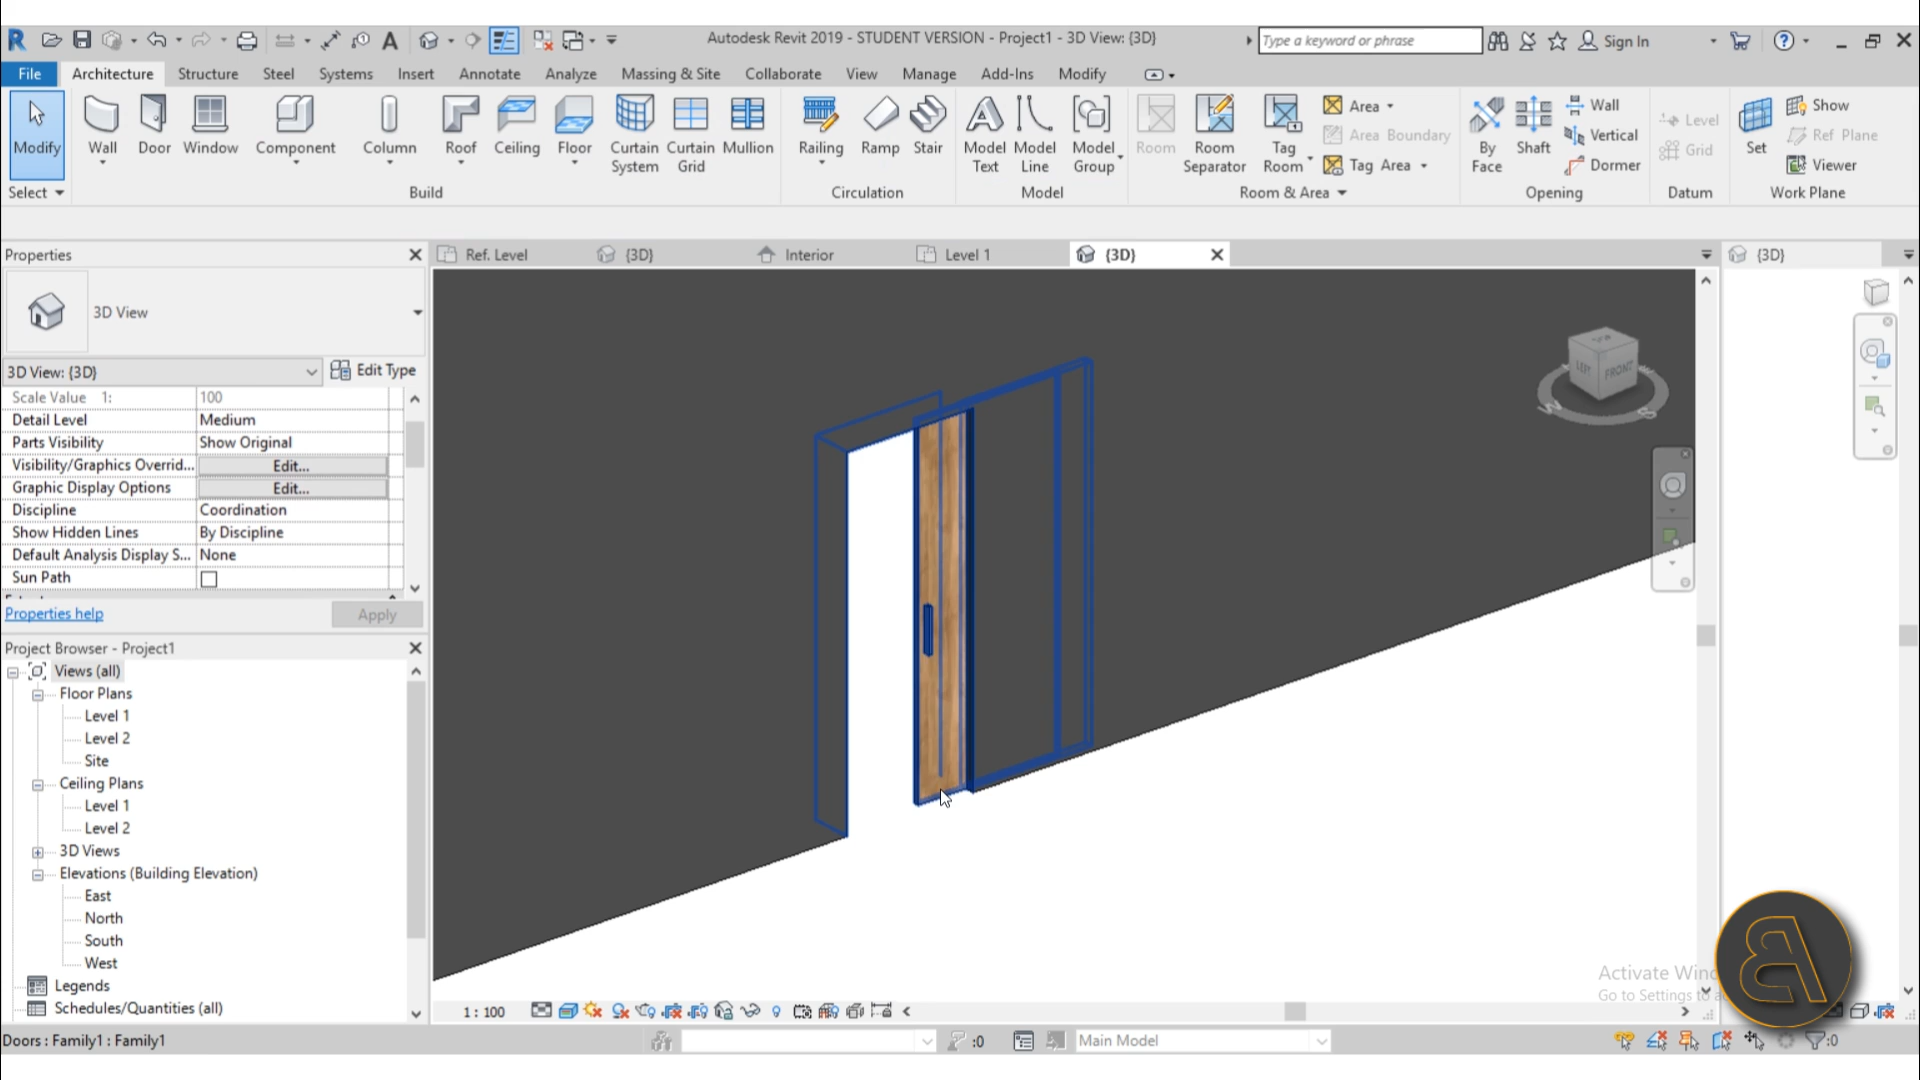 Autodesk Revit 2019 - STUDENT VERSION - Project1 - 3D View: {3D}
Type a keyword or phrase
Sign In
File Architecture Structure Steel Systems Insert Annotate Analyze Massing & Site Collaborate View Manage Add-Ins Modify
Modify
Wall
Door
Window
Component
Column
Roof
Ceiling
Floor
Curtain System
Curtain Grid
Mullion
Railing
Ramp
Stair
Model Text
Model Line
Model Group
Room
Room Separator
Tag Room
Area
Area Boundary
Tag Area
By Face
Shaft
Wall
Vertical
Dormer
Level
Grid
Set
Show
Ref Plane
Viewer
Select
Build
Circulation
Model
Room & Area
Opening
Datum
Work Plane
Properties
Ref. Level
{3D}
Interior
Level 1
{3D}
{3D}
3D View
3D View: {3D}
Edit Type
Scale Value 1: 100
Detail Level Medium
Parts Visibility Show Original
Visibility/Graphics Overrid... Edit...
Graphic Display Options Edit...
Discipline Coordination
Show Hidden Lines By Discipline
Default Analysis Display S... None
Sun Path
Properties help
Apply
Project Browser - Project1
Views (all)
Floor Plans
Level 1
Level 2
Site
Ceiling Plans
Level 1
Level 2
3D Views
Elevations (Building Elevation)
East
North
South
West
Legends
Schedules/Quantities (all)
LEFT
FRONT
W
S
Activate Wind
Go to Settings to a
1 : 100
Doors : Family1 : Family1
:0
Main Model
:0